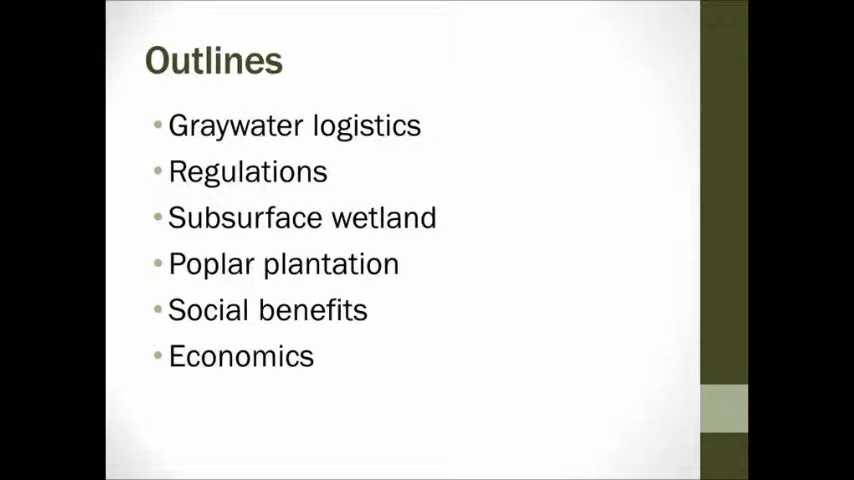 Outlines
• Graywater logistics
• Regulations
• Subsurface wetland
• Poplar plantation
• Social benefits
• Economics